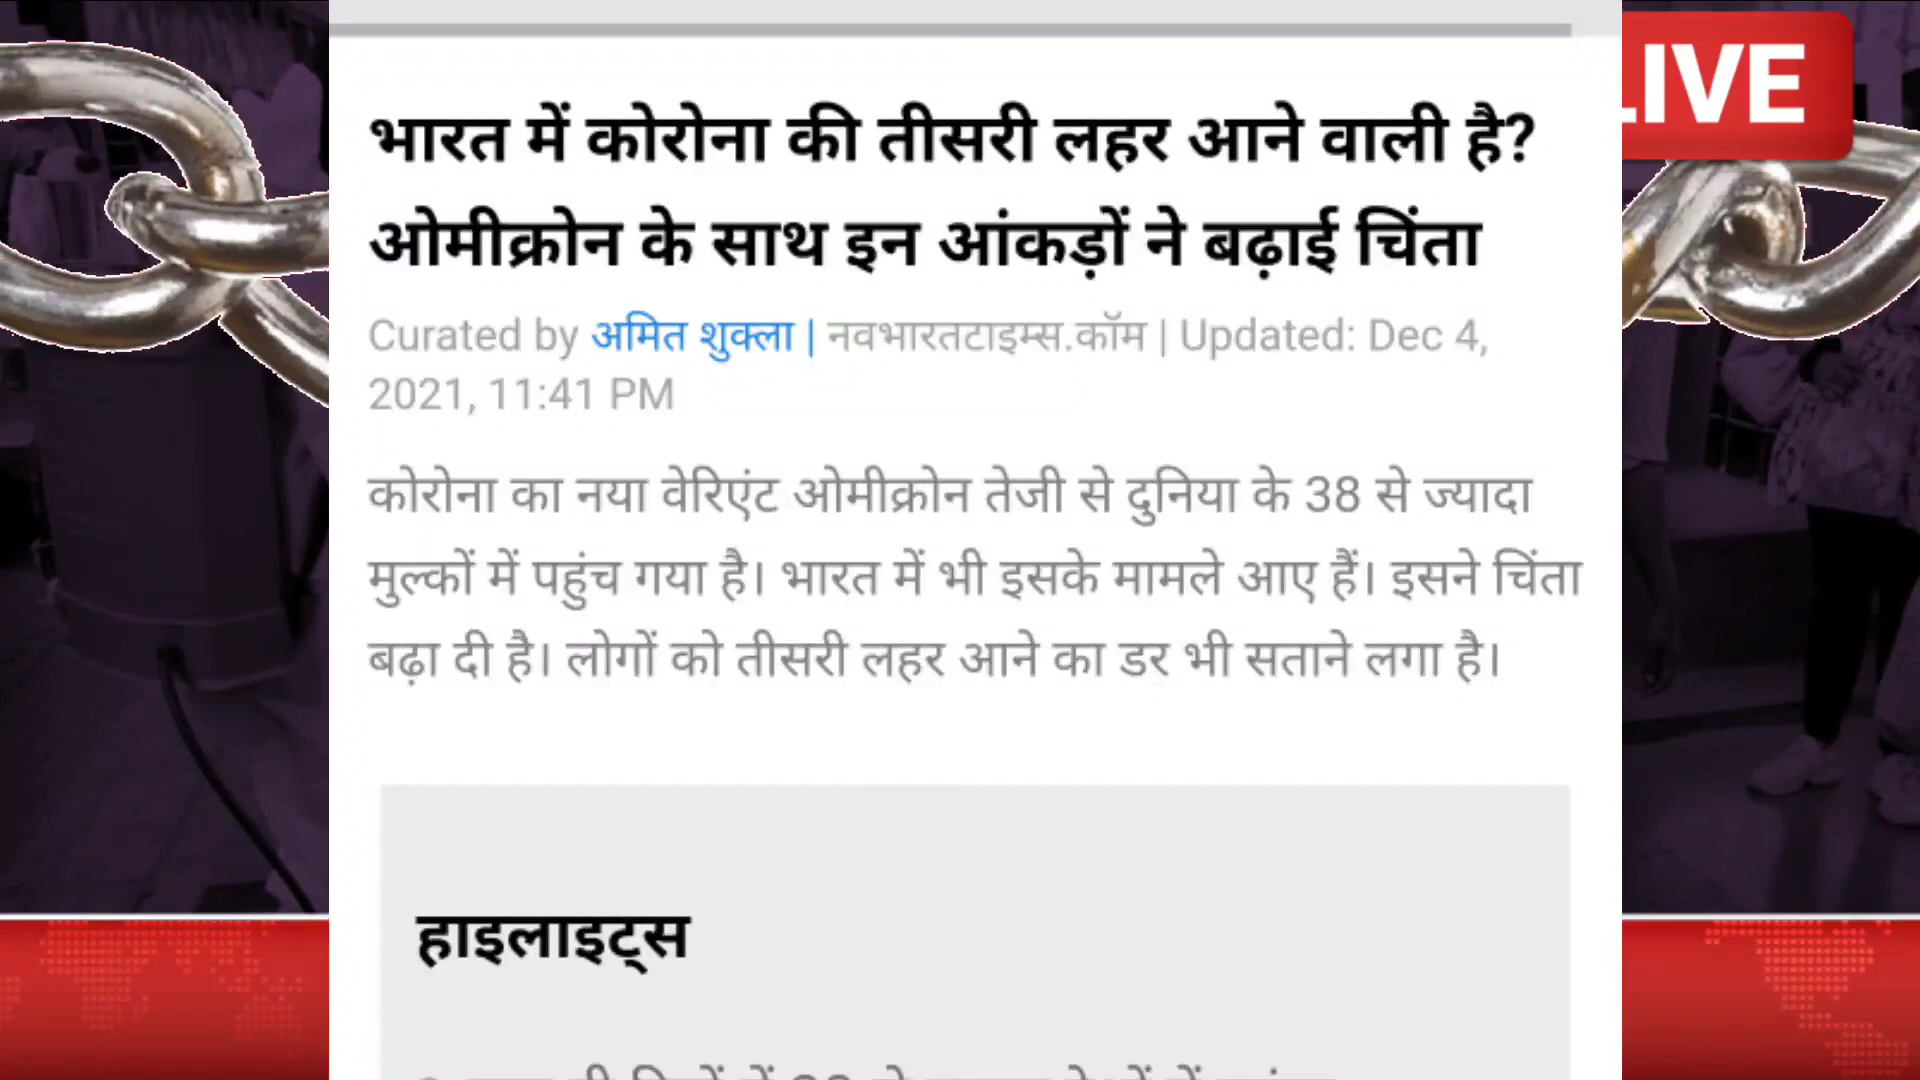 LIVE
भारत में कोरोना की तीसरी लहर आने वाली है?
ओमीक्रोन के साथ इन आंकड़ों ने बढ़ाई चिंता
Curated by अमित शुक्ला | नवभारतटाइम्स.कॉम | Updated: Dec 4,
2021, 11:41 PM
कोरोना का नया वेरिएंट ओमीक्रोन तेजी से दुनिया के 38 से ज्यादा
मुल्कों में पहुंच गया है। भारत में भी इसके मामले आए हैं। इसने चिंता
बढ़ा दी है। लोगों को तीसरी लहर आने का डर भी सताने लगा है।
हाइलाइट्स